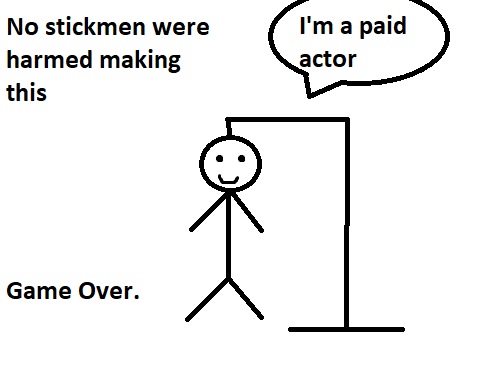 No stickmen were
harmed making
this
I'm a paid
actor
Game Over.